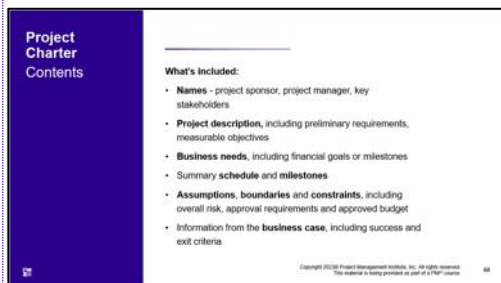 Project
Charter
Contents
What's included:
• Names - project sponsor, project manager, key
stakeholders
• Project description, including preliminary requirements,
measurable objectives
• Business needs, including financial goals or milestones
• Summary schedule and milestones
• Assumptions, boundaries and constraints, including
overall risk, approval requirements and approved budget
• Information from the business case, including success and
exit criteria
Project Management Institute, Inc. All rights reserved
This material is being provided as part of a PMI® course